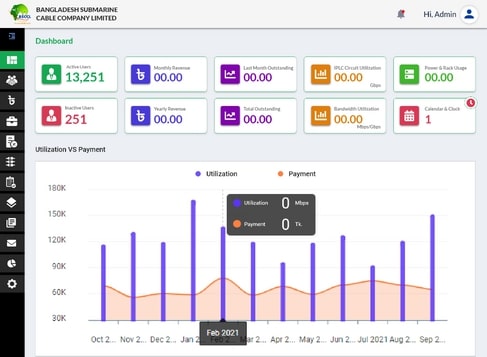 BANGLADESH SUBMARINE
CABLE COMPANY LIMITED
Hi, Admin
Dashboard
Active Users
13,251
Monthly Revenue
00.00
Last Month Outstanding
00.00
IPLC Circuit Utilization
00.00
Gbps
Power & Rack Usage
00.00
Inactive Users
251
Yearly Revenue
00.00
Total Outstanding
00.00
Bandwidth Utilization
00.00
Mbps/Gbps
Calendar & Clock
1
Utilization VS Payment
Utilization
Payment
180K
150K
120K
90K
60K
30K
Utilization 0 Mbps
Payment 0 Tk.
Feb 2021
Oct 2... Nov 2... Dec 2... Jan 2... Feb 2... Mar 2... Apr 2... May 2... Jun 2... Jul 2021 Aug 2... Sep 2...